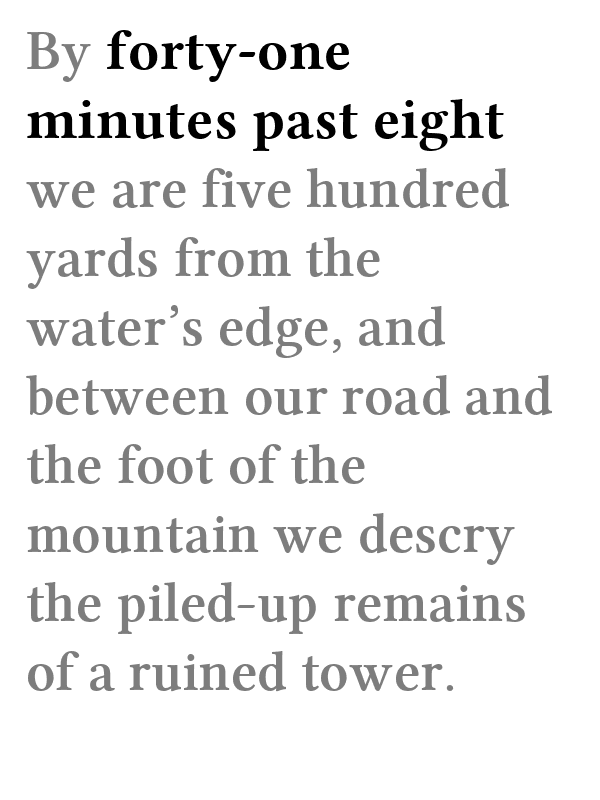 By forty-one
minutes past eight
we are five hundred
yards from the
water’s edge, and
between our road and
the foot of the
mountain we descry
the piled-up remains
of a ruined tower.